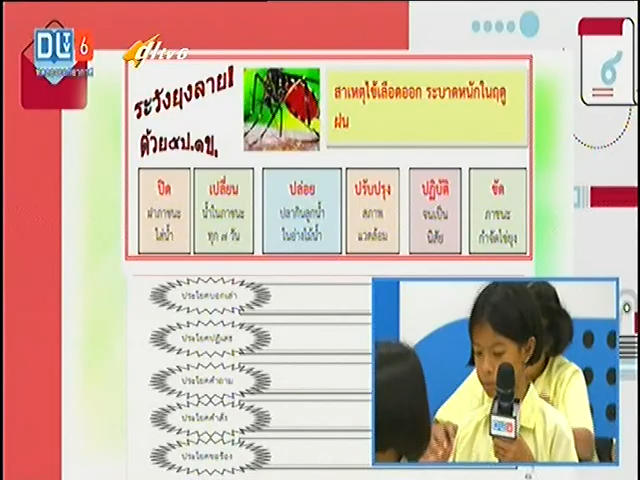 DLTV 6
dltv 6
๙
ระวังยุงลาย!
ด้วย๕ป.๑ข.
สาเหตุไข้เลือดออก ระบาดหนักในฤดู
ฝน
ปิด
ฝาภาชนะ
ใส่น้ำ
เปลี่ยน
น้ำในภาชนะ
ทุก ๗ วัน
ปล่อย
ปลากินลูกน้ำ
ในอ่างไม้น้ำ
ปรับปรุง
สภาพ
แวดล้อม
ปฏิบัติ
จนเป็น
นิสัย
ขัด
ภาชนะ
กำจัดไข่ยุง
ประโยคบอกเล่า
ประโยคปฏิเสธ
ประโยคคำถาม
ประโยคคำสั่ง
ประโยคขอร้อง